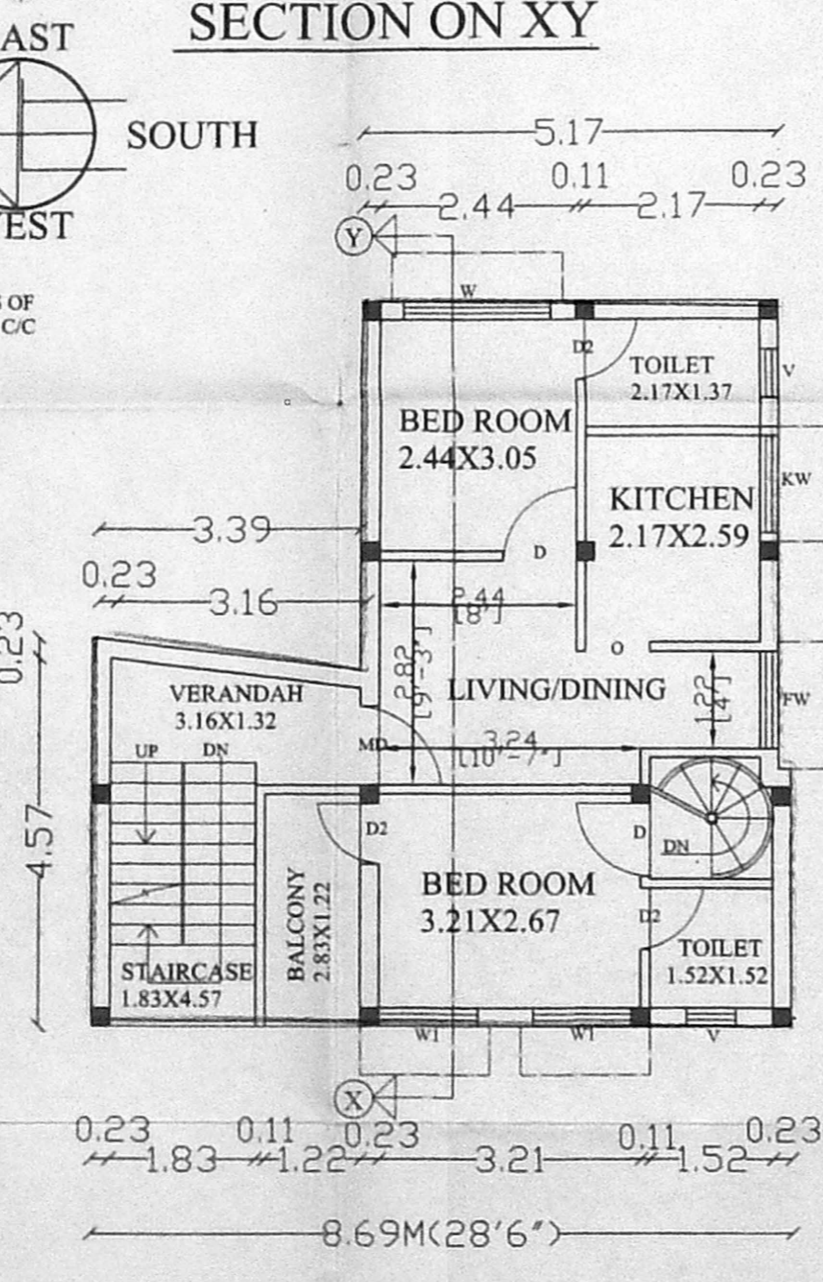 SECTION ON XY
AST
SOUTH
EST
OF
C/C
5.17
0.23 0.11 0.23
2.44 2.17
Y
W
D2
TOILET
2.17X1.37
V
BED ROOM
2.44X3.05
KW
KITCHEN
2.17X2.59
3.39
D
0.23
3.16
2.44
[8']
0.23
2.82
[9'-3"]
O
LIVING/DINING
1.22
[4']
FW
VERANDAH
3.16X1.32
UP DN
MD
3.24
[10'-7"]
4.57
D2
D
DN
BED ROOM
3.21X2.67
BALCONY
2.83X1.22
D2
TOILET
1.52X1.52
STAIRCASE
1.83X4.57
W1 W1 V
X
0.23 0.11 0.23 0.11 0.23
1.83 1.22 3.21 1.52
8.69M(28'6")